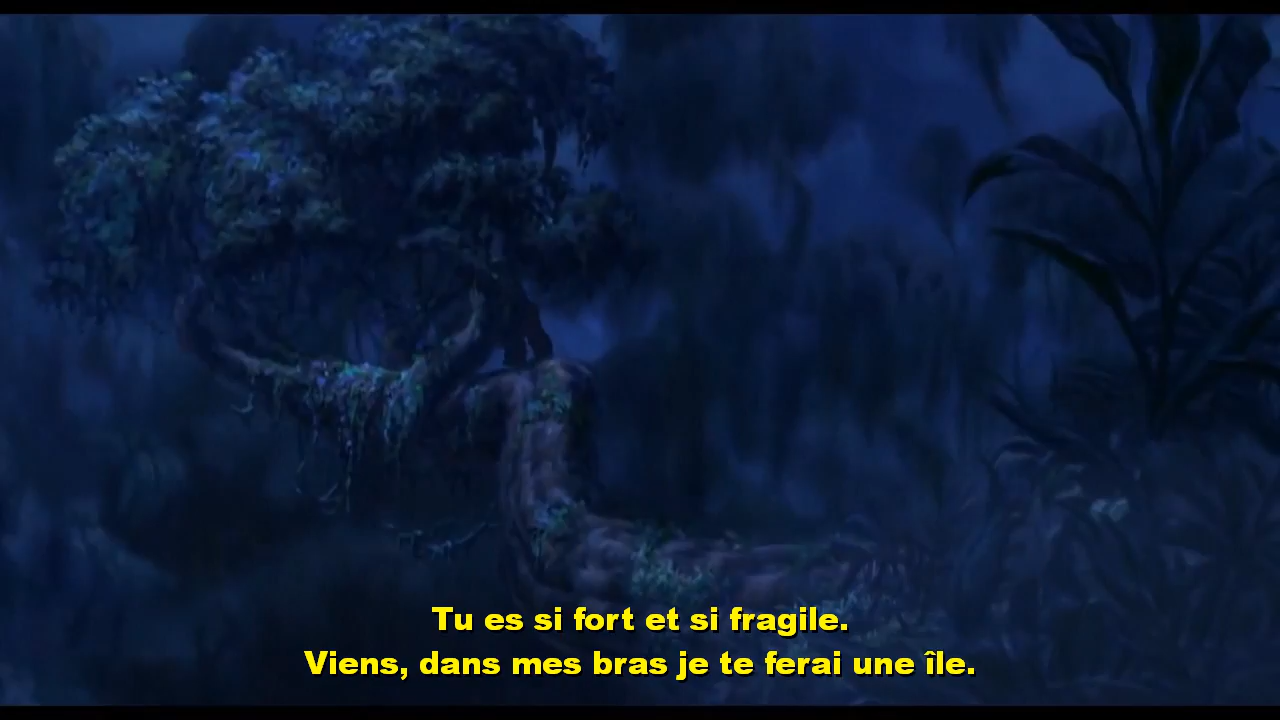 Tu es si fort et si fragile.
Viens, dans mes bras je te ferai une île.